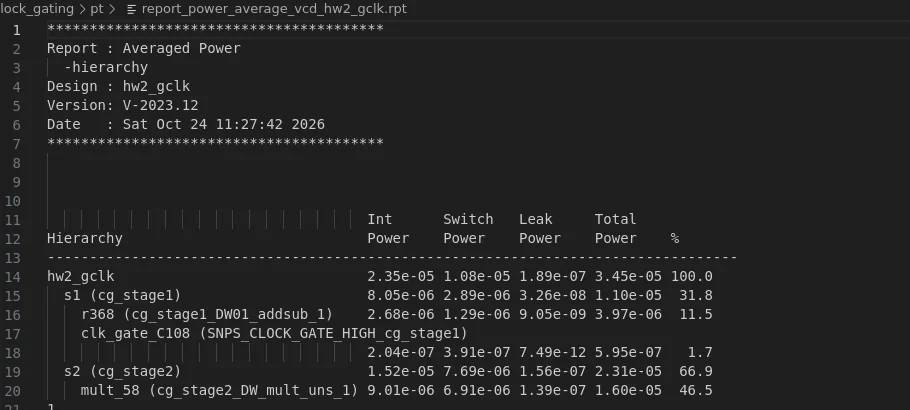 lock_gating > pt > report_power_average_vcd_hw2_gclk.rpt
1 ****************************************
2 Report : Averaged Power
3 -hierarchy
4 Design : hw2_gclk
5 Version: V-2023.12
6 Date   : Sat Oct 24 11:27:42 2026
7 ****************************************
8
9
10
11 Int Switch Leak Total
12 Hierarchy Power Power Power Power %
13 --------------------------------------------------------------------------------
14 hw2_gclk 2.35e-05 1.08e-05 1.89e-07 3.45e-05 100.0
15 s1 (cg_stage1) 8.05e-06 2.89e-06 3.26e-08 1.10e-05 31.8
16 r368 (cg_stage1_DW01_addsub_1) 2.68e-06 1.29e-06 9.05e-09 3.97e-06 11.5
17 clk_gate_C108 (SNPS_CLOCK_GATE_HIGH_cg_stage1)
18 2.04e-07 3.91e-07 7.49e-12 5.95e-07 1.7
19 s2 (cg_stage2) 1.52e-05 7.69e-06 1.56e-07 2.31e-05 66.9
20 mult_58 (cg_stage2_DW_mult_uns_1) 9.01e-06 6.91e-06 1.39e-07 1.60e-05 46.5
21 1